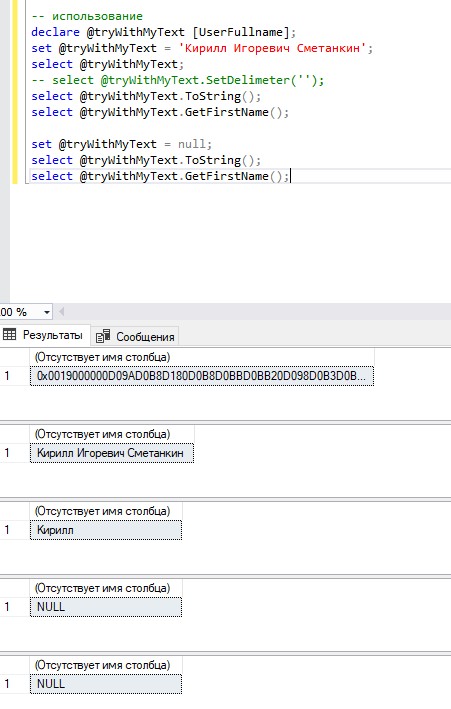 -- использование
declare @tryWithMyText [UserFullname];
set @tryWithMyText = 'Кирилл Игоревич Сметанкин';
select @tryWithMyText;
-- select @tryWithMyText.SetDelimeter('');
select @tryWithMyText.ToString();
select @tryWithMyText.GetFirstName();
set @tryWithMyText = null;
select @tryWithMyText.ToString();
select @tryWithMyText.GetFirstName();
00 %
Результаты Сообщения
(Отсутствует имя столбца)
1 0x0019000000D09AD0B8D180D0B8D0BBD0BB20D098D0B3D0B...
(Отсутствует имя столбца)
1 Кирилл Игоревич Сметанкин
(Отсутствует имя столбца)
1 Кирилл
(Отсутствует имя столбца)
1 NULL
(Отсутствует имя столбца)
1 NULL